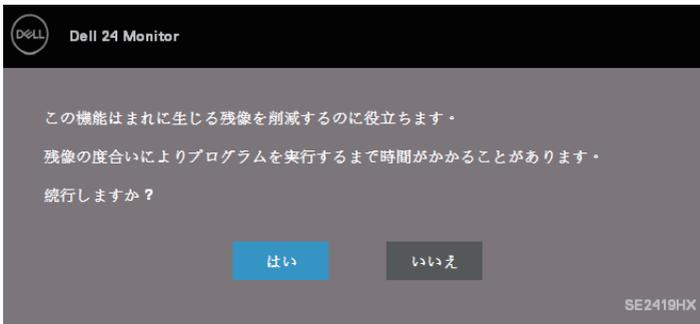 DELL
Dell 24 Monitor
この機能はまれに生じる残像を削減するのに役立ちます。
残像の度合いによりプログラムを実行するまで時間がかかることがあります。
続行しますか？
はい
いいえ
SE2419HX